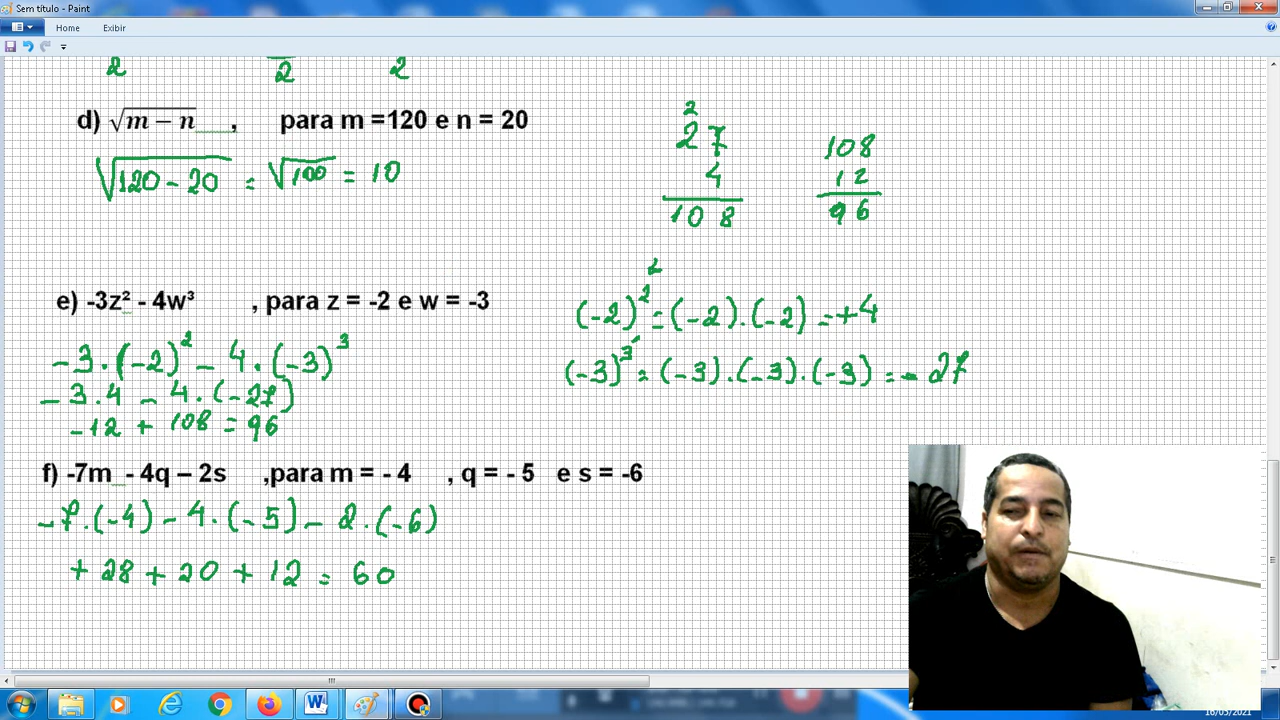 Sem título - Paint
Home Exibir
2 2 2
d) √m − n , para m =120 e n = 20
√120 - 20 = √100 = 10
2
27
4
108
108
12
96
e) -3z² - 4w³ , para z = -2 e w = -3
-3.(-2)² - 4.(-3)³
-3.4 - 4.(-27)
-12 + 108 = 96
2
(-2)² = (-2).(-2) = +4
(-3)³ = (-3).(-3).(-3) = - 27
f) -7m - 4q – 2s ,para m = - 4 , q = - 5 e s = -6
-7.(-4) - 4.(-5) - 2.(-6)
+ 28 + 20 + 12 = 60
16/05/2021